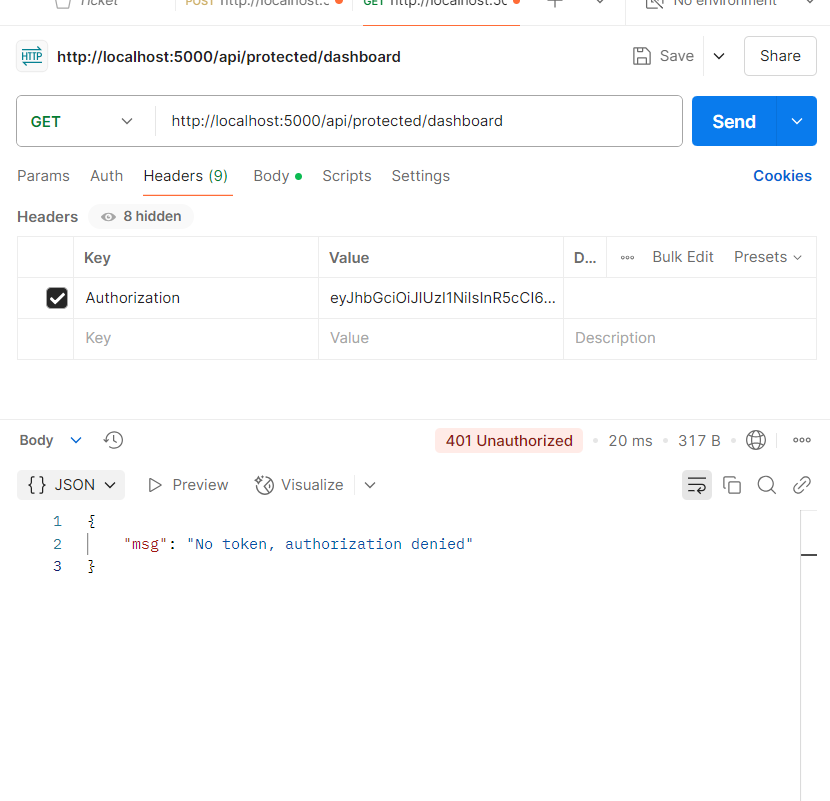 Ticket POST http://localhost:5 GET http://localhost:50 No environment
HTTP http://localhost:5000/api/protected/dashboard Save Share
GET http://localhost:5000/api/protected/dashboard Send
Params Auth Headers (9) Body Scripts Settings Cookies
Headers 8 hidden
Key Value D... Bulk Edit Presets
Authorization eyJhbGciOiJIUzI1NiIsInR5cCI6...
Key Value Description
Body 401 Unauthorized • 20 ms • 317 B
{} JSON Preview Visualize
1 {
2 "msg": "No token, authorization denied"
3 }